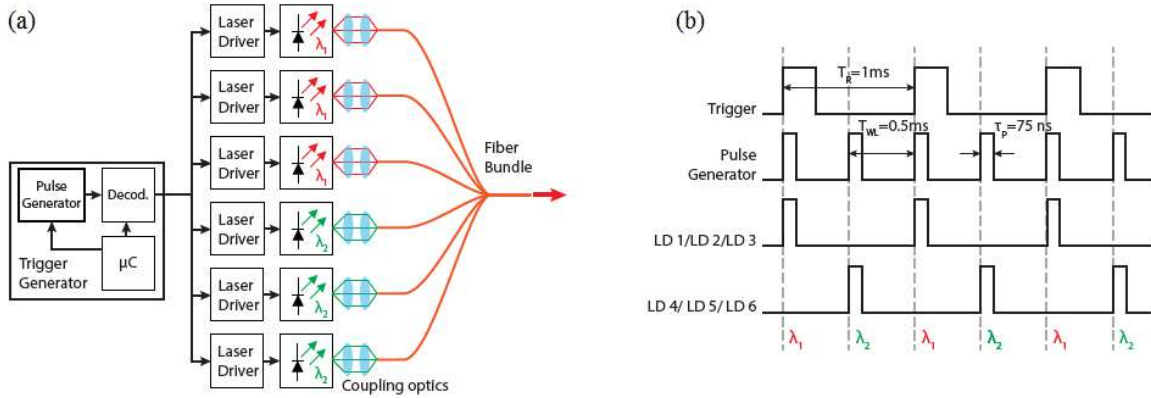 (a)
Laser
Driver
λ1
Laser
Driver
λ1
Laser
Driver
λ1
Fiber
Bundle
Pulse
Generator
Decod.
μC
Trigger
Generator
Laser
Driver
λ2
Laser
Driver
λ2
Laser
Driver
λ2
Coupling optics
(b)
TR=1ms
Trigger
TWL=0.5ms
τP=75 ns
Pulse
Generator
LD 1/LD 2/LD 3
LD 4/ LD 5/ LD 6
λ1 λ2 λ1 λ2 λ1 λ2